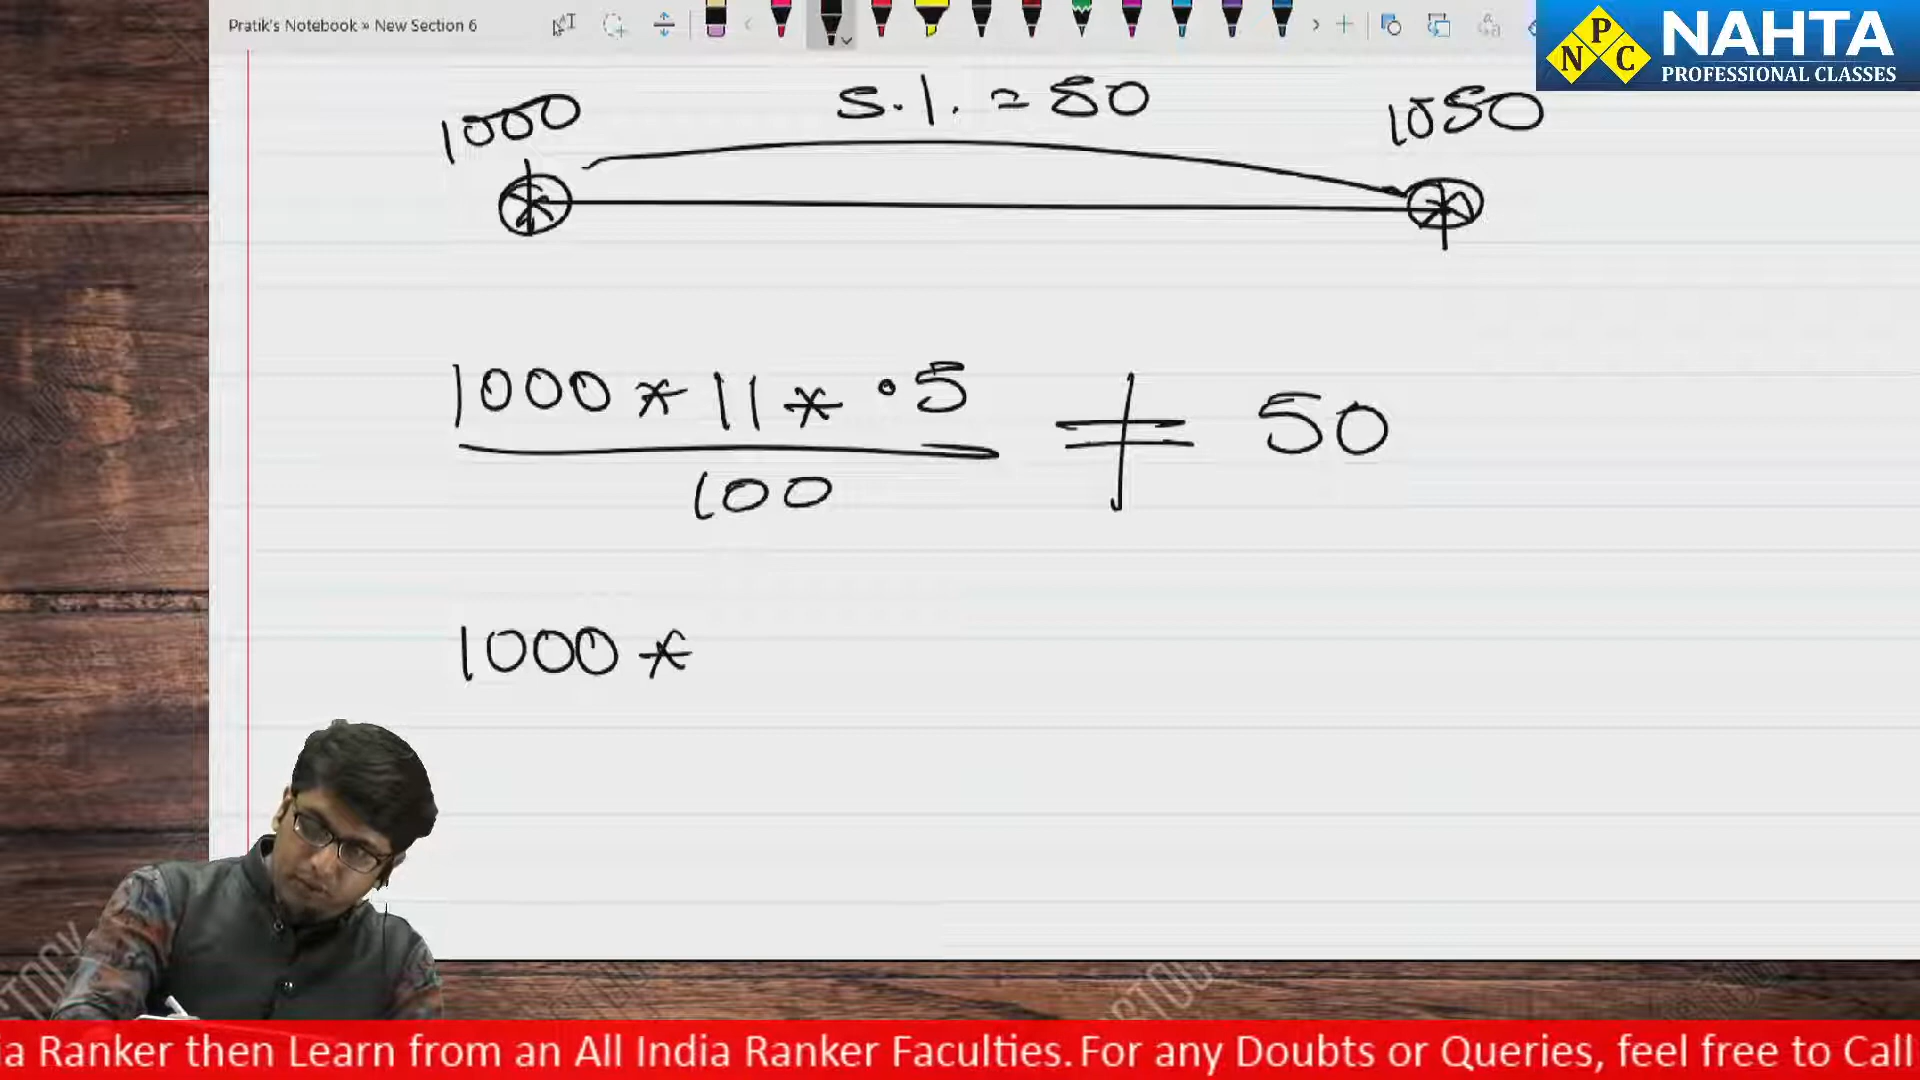 Pratik's Notebook » New Section 6
N P C NAHTA
PROFESSIONAL CLASSES
1000 S.I. = 50 1050
1000 * 11 * .5
100
≠ 50
1000 *
ia Ranker then Learn from an All India Ranker Faculties. For any Doubts or Queries, feel free to Call